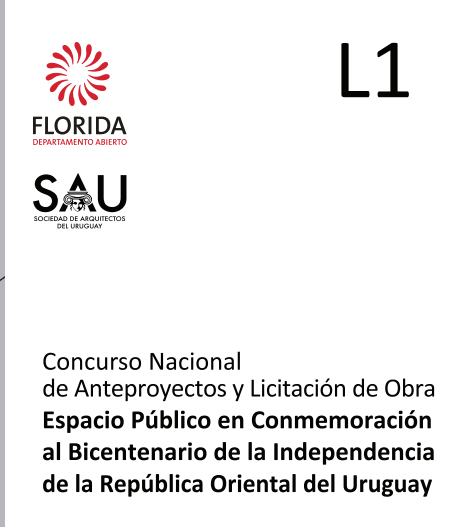 L1
FLORIDA
DEPARTAMENTO ABIERTO
SAU
SOCIEDAD DE ARQUITECTOS
DEL URUGUAY
Concurso Nacional
de Anteproyectos y Licitación de Obra
Espacio Público en Conmemoración
al Bicentenario de la Independencia
de la República Oriental del Uruguay